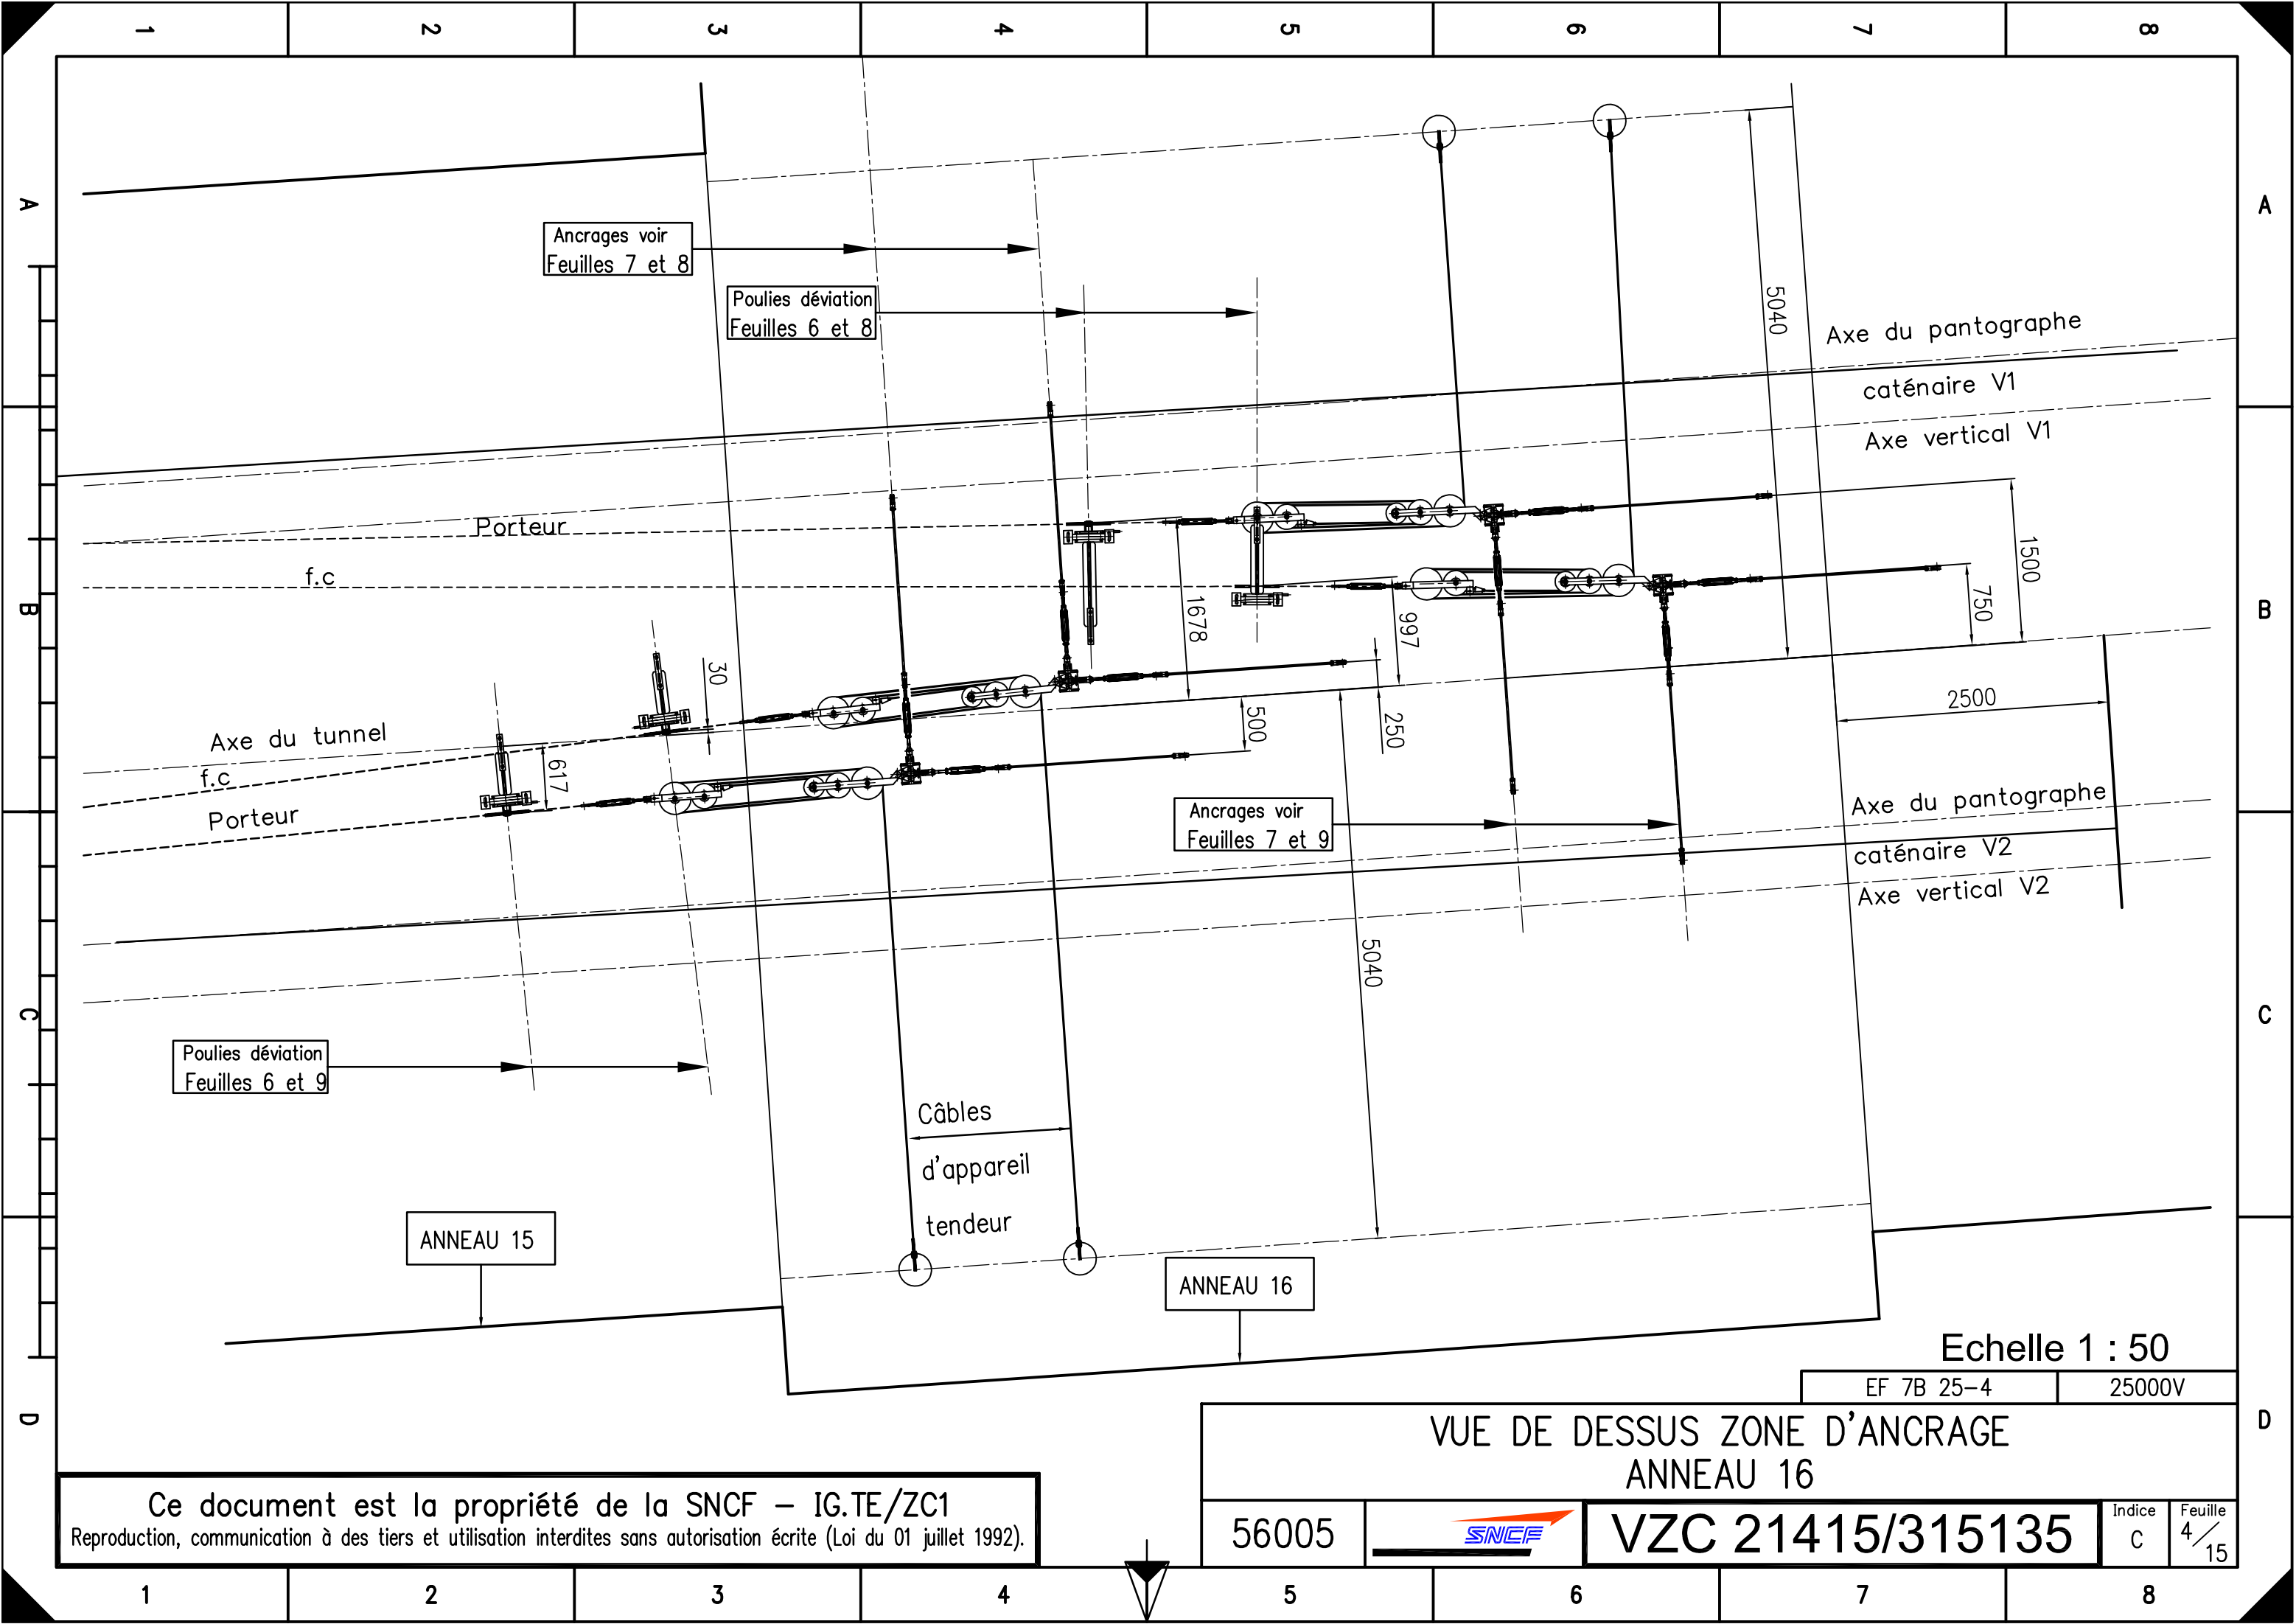 1 2 3 4 5 6 7 8
A
A
Ancrages voir
Feuilles 7 et 8
Poulies déviation
Feuilles 6 et 8
5040
Axe du pantographe
caténaire V1
Axe vertical V1
Porteur
f.c
B
B
1678
997
1500
750
30
Axe du tunnel
f.c
617
Porteur
500
250
2500
Ancrages voir
Feuilles 7 et 9
Axe du pantographe
caténaire V2
Axe vertical V2
5040
C
C
Poulies déviation
Feuilles 6 et 9
Câbles
d'appareil
tendeur
ANNEAU 15
ANNEAU 16
Echelle 1 : 50
EF 7B 25-4
25000V
D
D
VUE DE DESSUS ZONE D'ANCRAGE
ANNEAU 16
Ce document est la propriété de la SNCF – IG.TE/ZC1
Reproduction, communication à des tiers et utilisation interdites sans autorisation écrite (Loi du 01 juillet 1992).
56005
SNCF
VZC 21415/315135
Indice
C
Feuille
4/15
1 2 3 4 5 6 7 8